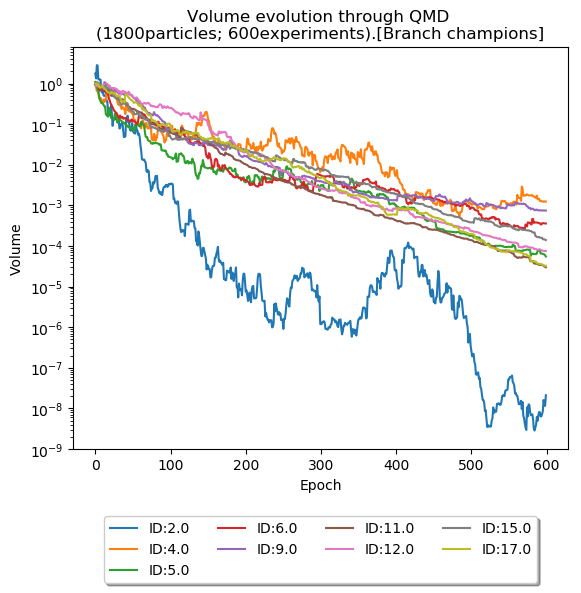 Volume evolution through QMD
(1800particles; 600experiments).[Branch champions]
Volume
10⁰
10⁻¹
10⁻²
10⁻³
10⁻⁴
10⁻⁵
10⁻⁶
10⁻⁷
10⁻⁸
10⁻⁹
0 100 200 300 400 500 600
Epoch
ID:2.0 ID:6.0 ID:11.0 ID:15.0
ID:4.0 ID:9.0 ID:12.0 ID:17.0
ID:5.0